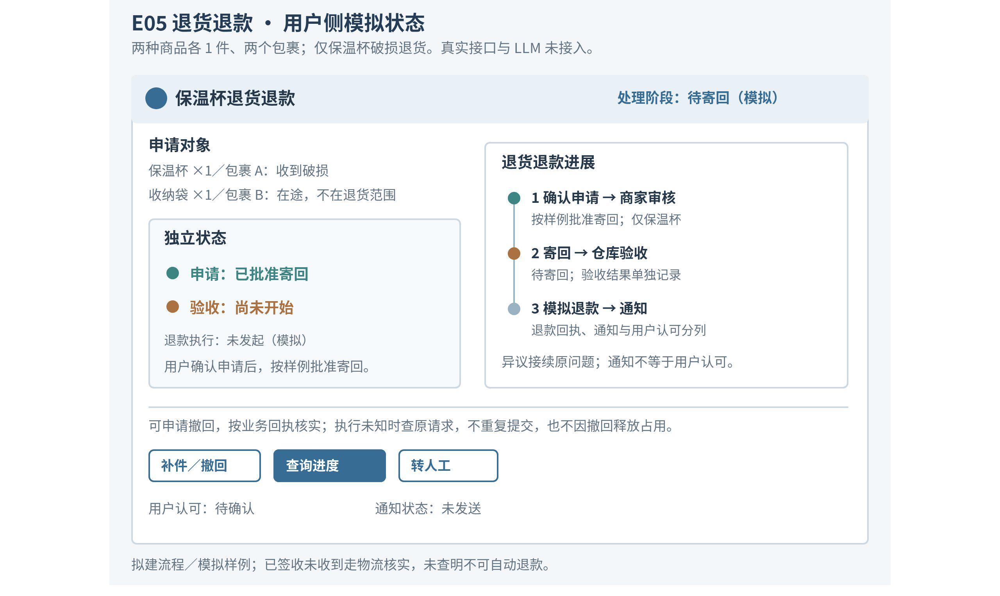 E05 退货退款 · 用户侧模拟状态
两种商品各 1 件、两个包裹；仅保温杯破损退货。真实接口与 LLM 未接入。
保温杯退货退款
处理阶段：待寄回（模拟）
申请对象
保温杯 ×1／包裹 A：收到破损
收纳袋 ×1／包裹 B：在途，不在退货范围
独立状态
申请：已批准寄回
验收：尚未开始
退款执行：未发起（模拟）
用户确认申请后，按样例批准寄回。
退货退款进展
1 确认申请 → 商家审核
按样例批准寄回；仅保温杯
2 寄回 → 仓库验收
待寄回；验收结果单独记录
3 模拟退款 → 通知
退款回执、通知与用户认可分列
异议接续原问题；通知不等于用户认可。
可申请撤回，按业务回执核实；执行未知时查原请求，不重复提交，也不因撤回释放占用。
补件／撤回
查询进度
转人工
用户认可：待确认
通知状态：未发送
拟建流程／模拟样例；已签收未收到走物流核实，未查明不可自动退款。